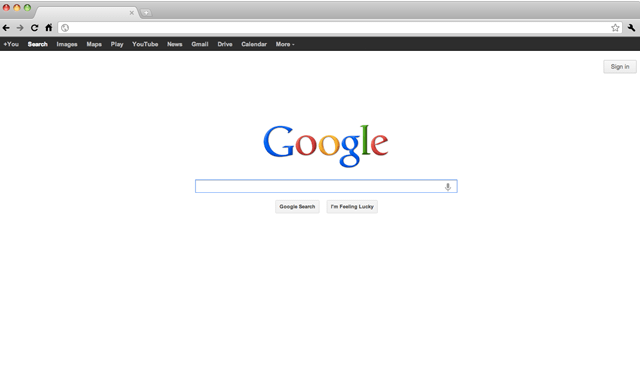 +You Search Images Maps Play YouTube News Gmail Drive Calendar More
Sign in
Google
Google Search I'm Feeling Lucky